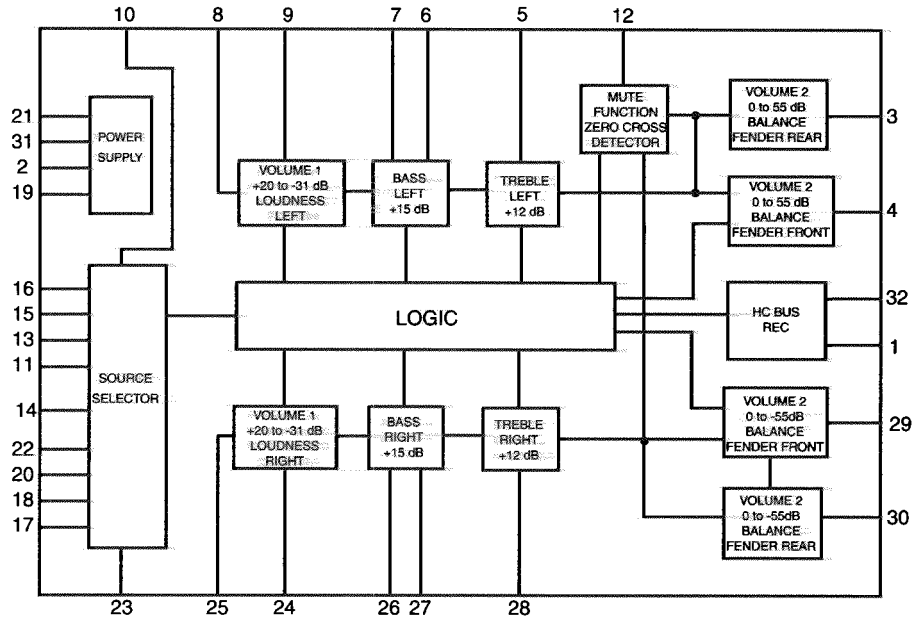 10 8 9 7 6 5 12
21
31
2
19
POWER
SUPPLY
VOLUME 1
+20 to -31 dB
LOUDNESS
LEFT
BASS
LEFT
+15 dB
TREBLE
LEFT
+12 dB
MUTE
FUNCTION
ZERO CROSS
DETECTOR
VOLUME 2
0 to 55 dB
BALANCE
FENDER REAR
3
VOLUME 2
0 to 55 dB
BALANCE
FENDER FRONT
4
16
15
13
11
14
22
20
18
17
SOURCE
SELECTOR
LOGIC
IIC BUS
REC
32
1
VOLUME 1
+20 to -31 dB
LOUDNESS
RIGHT
BASS
RIGHT
+15 dB
TREBLE
RIGHT
+12 dB
VOLUME 2
0 to -55dB
BALANCE
FENDER FRONT
29
VOLUME 2
0 to -55dB
BALANCE
FENDER REAR
30
23 25 24 26 27 28